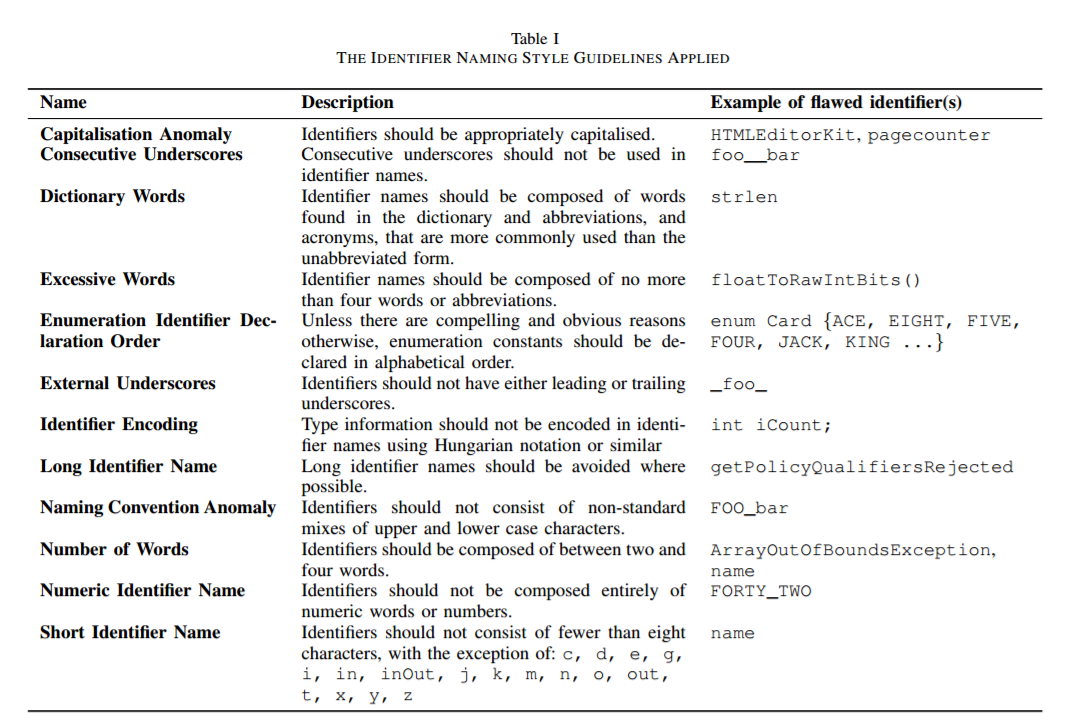 Table I
THE IDENTIFIER NAMING STYLE GUIDELINES APPLIED
Name Description Example of flawed identifier(s)
Capitalisation Anomaly Identifiers should be appropriately capitalised. HTMLEditorKit, pagecounter
Consecutive Underscores Consecutive underscores should not be used in foo__bar
identifier names.
Dictionary Words Identifier names should be composed of words strlen
found in the dictionary and abbreviations, and
acronyms, that are more commonly used than the
unabbreviated form.
Excessive Words Identifier names should be composed of no more floatToRawIntBits()
than four words or abbreviations.
Enumeration Identifier Dec- Unless there are compelling and obvious reasons enum Card {ACE, EIGHT, FIVE,
laration Order otherwise, enumeration constants should be de- FOUR, JACK, KING ...}
clared in alphabetical order.
External Underscores Identifiers should not have either leading or trailing _foo_
underscores.
Identifier Encoding Type information should not be encoded in identi- int iCount;
fier names using Hungarian notation or similar
Long Identifier Name Long identifier names should be avoided where getPolicyQualifiersRejected
possible.
Naming Convention Anomaly Identifiers should not consist of non-standard FOO_bar
mixes of upper and lower case characters.
Number of Words Identifiers should be composed of between two and ArrayOutOfBoundsException,
four words. name
Numeric Identifier Name Identifiers should not be composed entirely of FORTY_TWO
numeric words or numbers.
Short Identifier Name Identifiers should not consist of fewer than eight name
characters, with the exception of: c, d, e, g,
i, in, inOut, j, k, m, n, o, out,
t, x, y, z